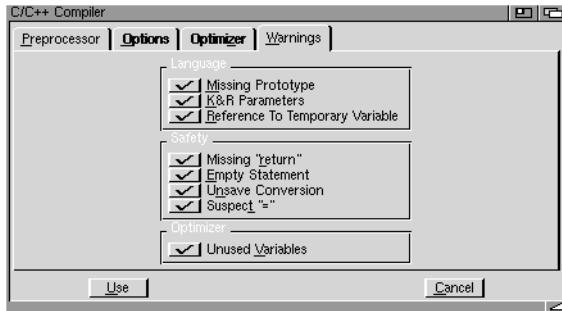 C/C++ Compiler
Preprocessor Options Optimizer Warnings
Language
Missing Prototype
K&R Parameters
Reference To Temporary Variable
Safety
Missing "return"
Empty Statement
Unsave Conversion
Suspect "="
Optimizer
Unused Variables
Use Cancel